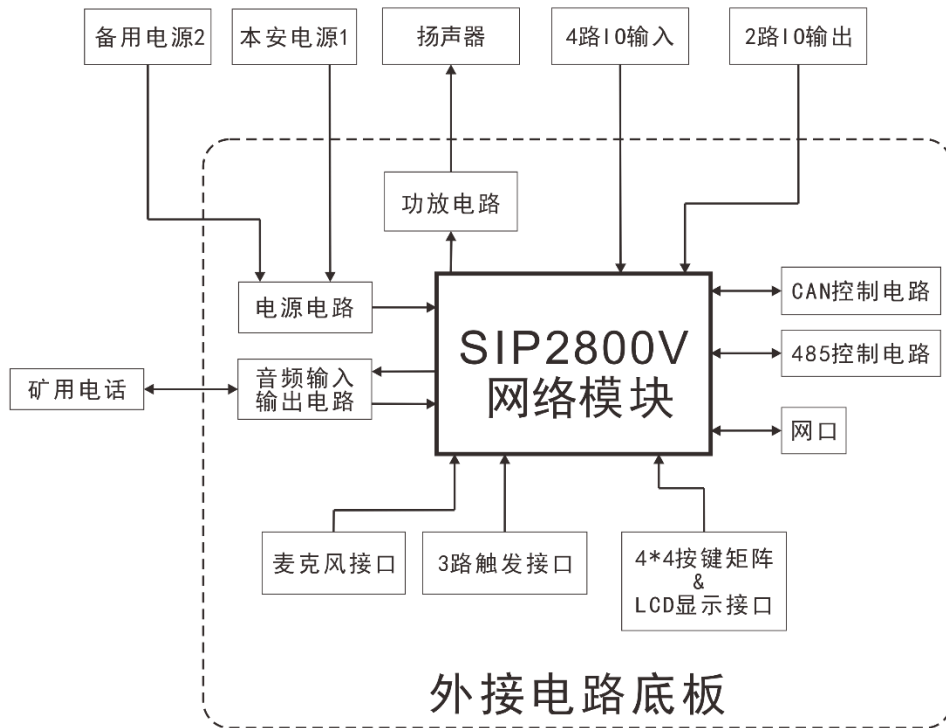 备用电源2
本安电源1
扬声器
4路IO输入
2路IO输出
功放电路
电源电路
SIP2800V
网络模块
CAN控制电路
485控制电路
网口
矿用电话
音频输入
输出电路
麦克风接口
3路触发接口
4*4按键矩阵
&
LCD显示接口
外接电路底板